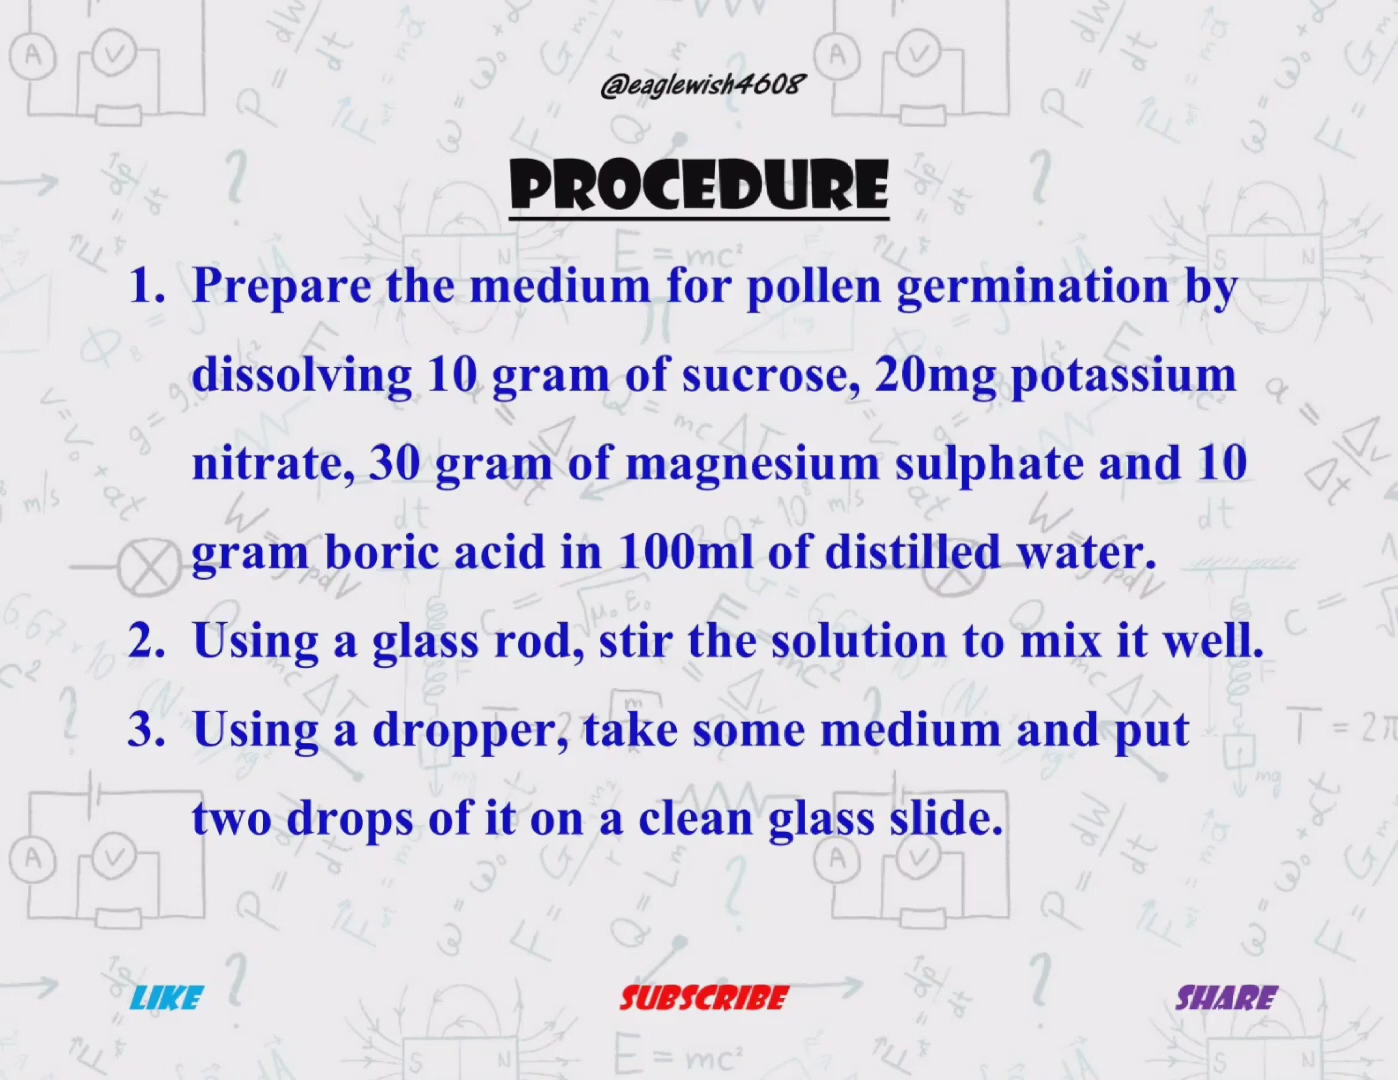 @eaglewish4608
PROCEDURE
1. Prepare the medium for pollen germination by
dissolving 10 gram of sucrose, 20mg potassium
nitrate, 30 gram of magnesium sulphate and 10
gram boric acid in 100ml of distilled water.
2. Using a glass rod, stir the solution to mix it well.
3. Using a dropper, take some medium and put
two drops of it on a clean glass slide.
LIKE
SUBSCRIBE
SHARE